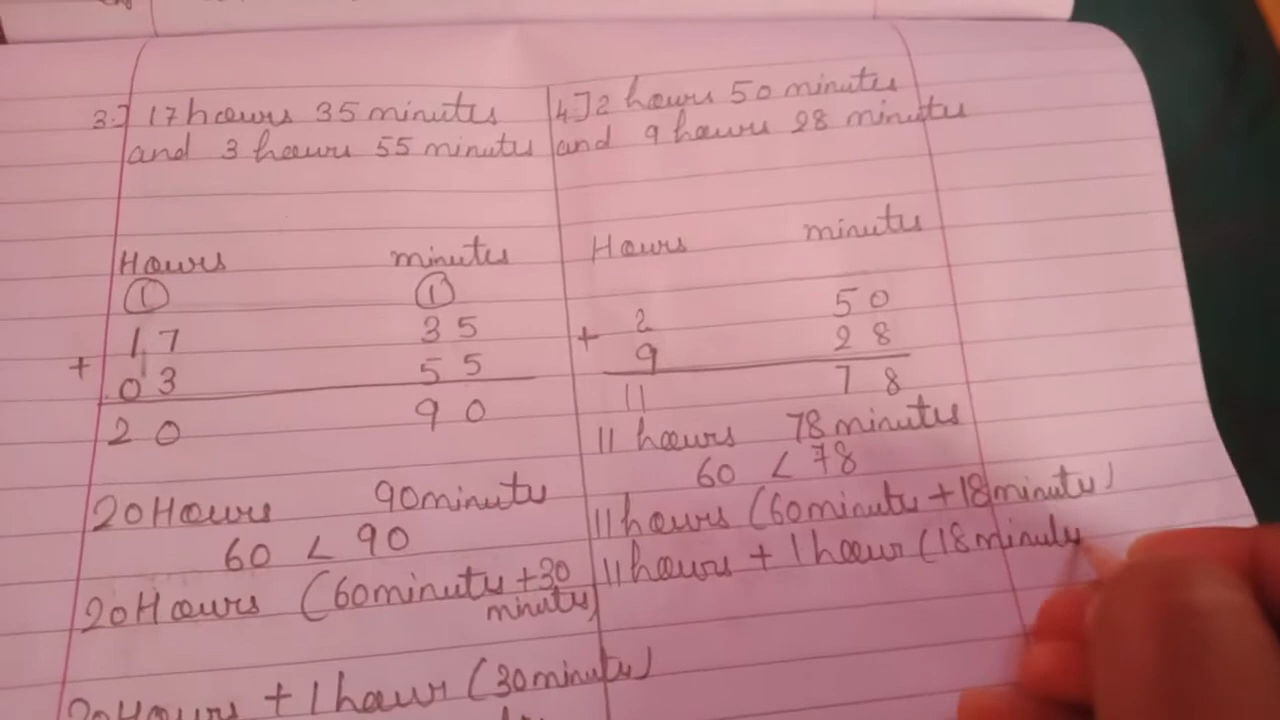 3.] 17 hours 35 minutes
and 3 hours 55 minutes
Hours minutes
① ①
17 35
+ 03 55
20 90
20 Hours 90 minutes
60 < 90
20 Hours (60 minutes + 30
minutes)
20 Hours + 1 hour (30 minutes)
4] 2 hours 50 minutes
and 9 hours 28 minutes
Hours minutes
2 50
+ 9 28
11 78
11 hours 78 minutes
60 < 78
11 hours (60 minutes + 18 minutes)
11 hours + 1 hour (18 minutes